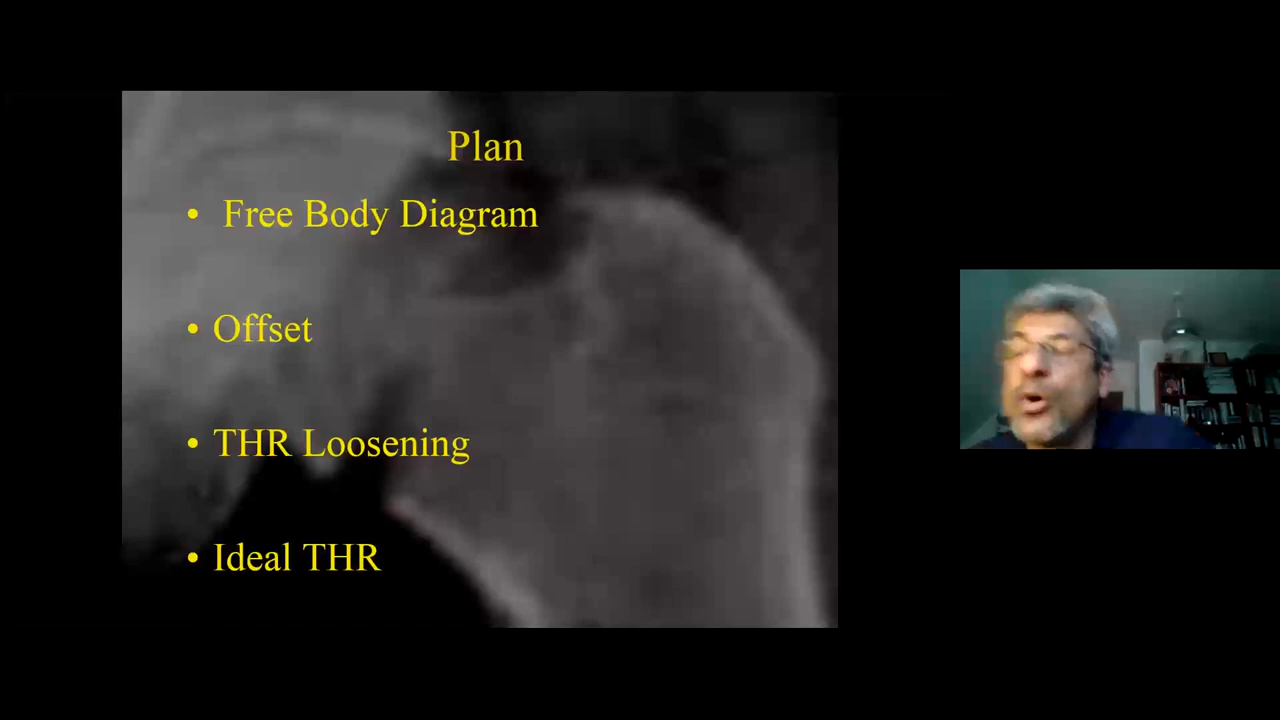 Plan
• Free Body Diagram
• Offset
• THR Loosening
• Ideal THR